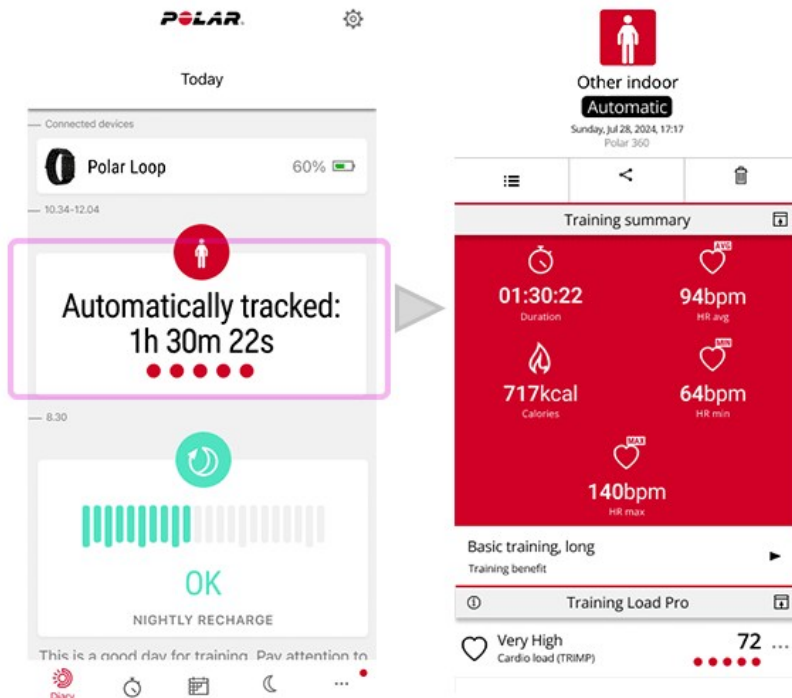 POLAR
Today
Connected devices
Polar Loop 60%
10.34-12.04
Automatically tracked:
1h 30m 22s
8.30
OK
NIGHTLY RECHARGE
This is a good day for training. Pay attention to
Diary
Other indoor
Automatic
Sunday, Jul 28, 2024, 17:17
Polar 360
Training summary
AVG
01:30:22 94bpm
Duration HR avg
MIN
717kcal 64bpm
Calories HR min
MAX
140bpm
HR max
Basic training, long
Training benefit
Training Load Pro
Very High 72
Cardio load (TRIMP)